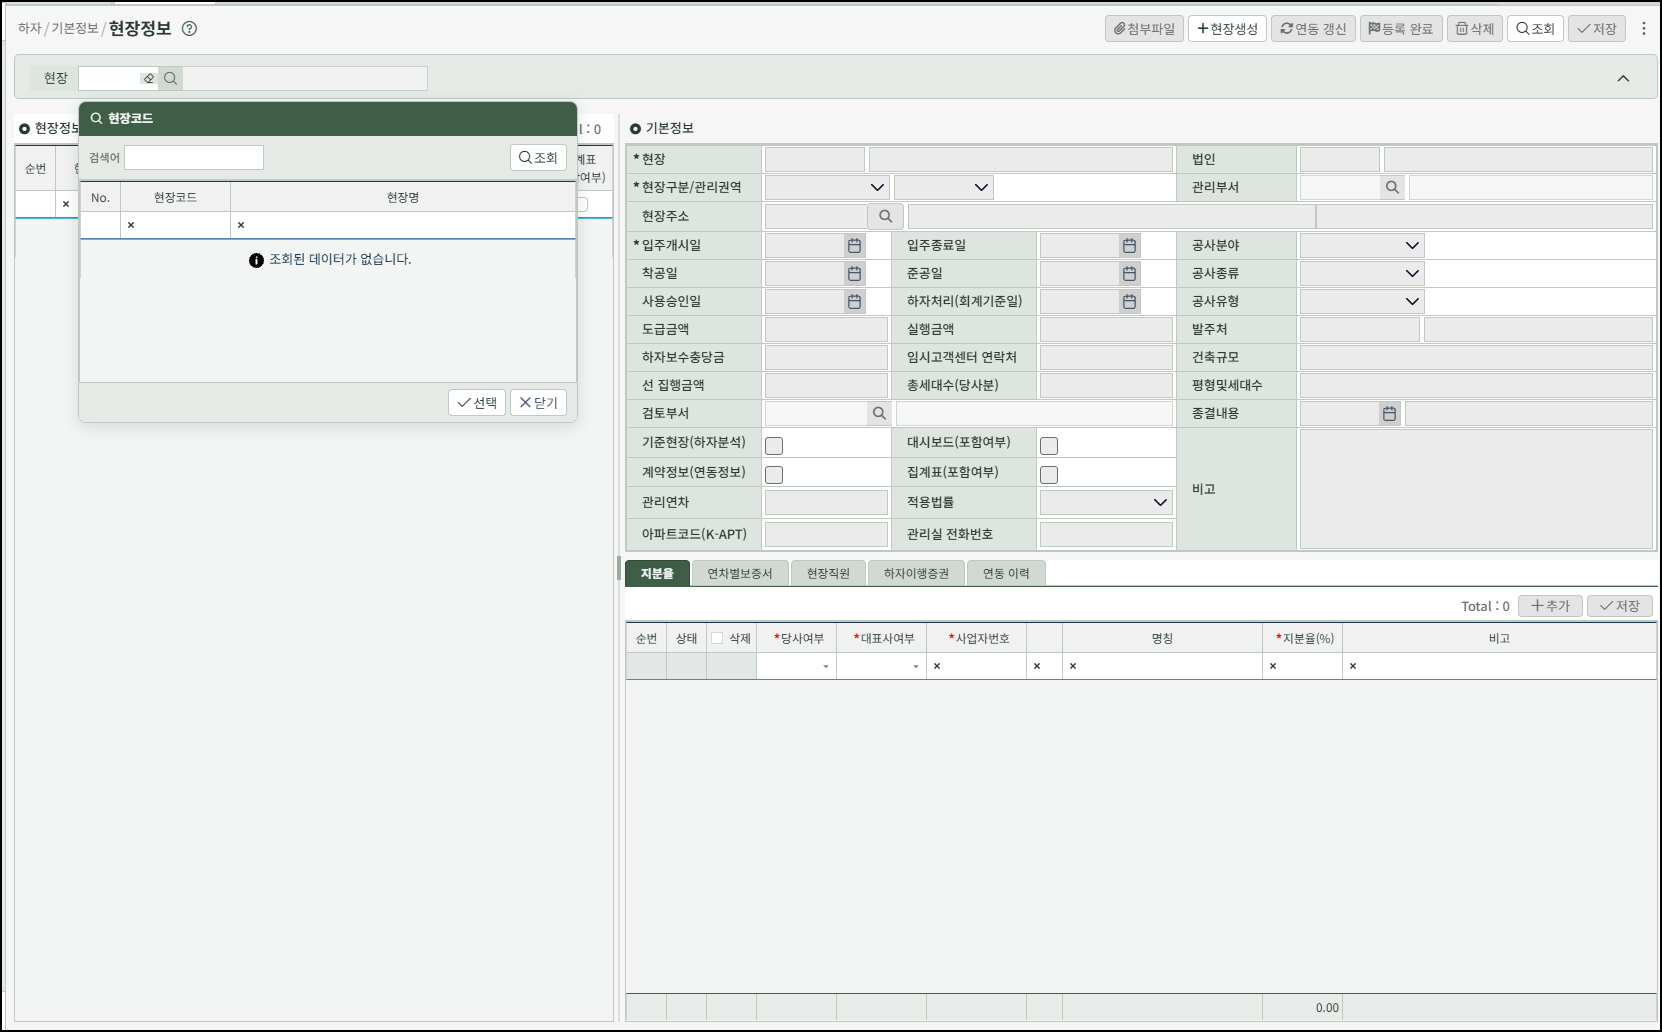 하자 / 기본정보 / 현장정보
첨부파일 현장생성 연동 갱신 등록 완료 삭제 조회 저장
현장
현장정보
l : 0
순번
계표
여부)
현장코드
검색어 조회
No. 현장코드 현장명
조회된 데이터가 없습니다.
선택 닫기
기본정보
* 현장 법인
* 현장구분/관리권역 관리부서
현장주소
* 입주개시일 입주종료일 공사분야
착공일 준공일 공사종류
사용승인일 하자처리(회계기준일) 공사유형
도급금액 실행금액 발주처
하자보수충당금 임시고객센터 연락처 건축규모
선 집행금액 총세대수(당사분) 평형및세대수
검토부서 종결내용
기준현장(하자분석) 대시보드(포함여부)
계약정보(연동정보) 집계표(포함여부)
비고
관리연차 적용법률
아파트코드(K-APT) 관리실 전화번호
지분율 연차별보증서 현장직원 하자이행증권 연동 이력
Total : 0 추가 저장
순번 상태 삭제 *당사여부 *대표사여부 *사업자번호 명칭 *지분율(%) 비고
0.00